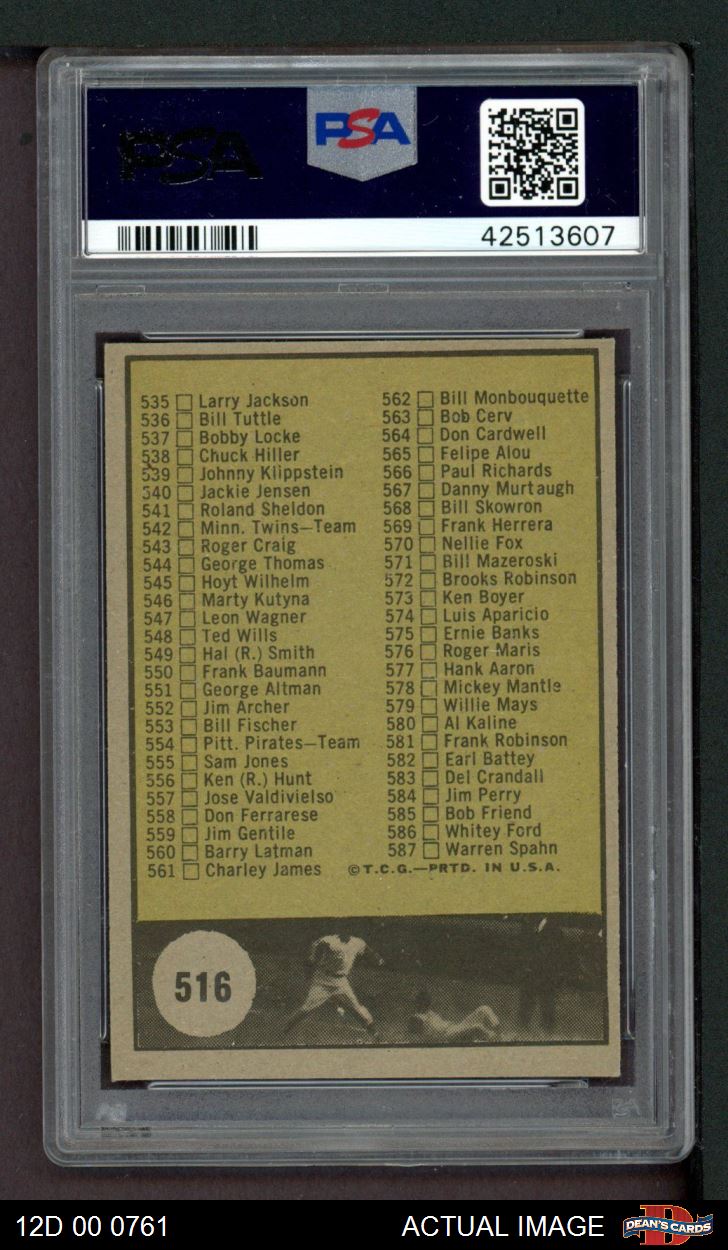 PSA
PSA
42513607
535 Larry Jackson
536 Bill Tuttle
537 Bobby Locke
538 Chuck Hiller
539 Johnny Klippstein
540 Jackie Jensen
541 Roland Sheldon
542 Minn. Twins—Team
543 Roger Craig
544 George Thomas
545 Hoyt Wilhelm
546 Marty Kutyna
547 Leon Wagner
548 Ted Wills
549 Hal (R.) Smith
550 Frank Baumann
551 George Altman
552 Jim Archer
553 Bill Fischer
554 Pitt. Pirates—Team
555 Sam Jones
556 Ken (R.) Hunt
557 Jose Valdivielso
558 Don Ferrarese
559 Jim Gentile
560 Barry Latman
561 Charley James
562 Bill Monbouquette
563 Bob Cerv
564 Don Cardwell
565 Felipe Alou
566 Paul Richards
567 Danny Murtaugh
568 Bill Skowron
569 Frank Herrera
570 Nellie Fox
571 Bill Mazeroski
572 Brooks Robinson
573 Ken Boyer
574 Luis Aparicio
575 Ernie Banks
576 Roger Maris
577 Hank Aaron
578 Mickey Mantle
579 Willie Mays
580 Al Kaline
581 Frank Robinson
582 Earl Battey
583 Del Crandall
584 Jim Perry
585 Bob Friend
586 Whitey Ford
587 Warren Spahn
©T.C.G.—PRTD. IN U.S.A.
516
12D 00 0761
ACTUAL IMAGE
D
DEAN'S CARDS